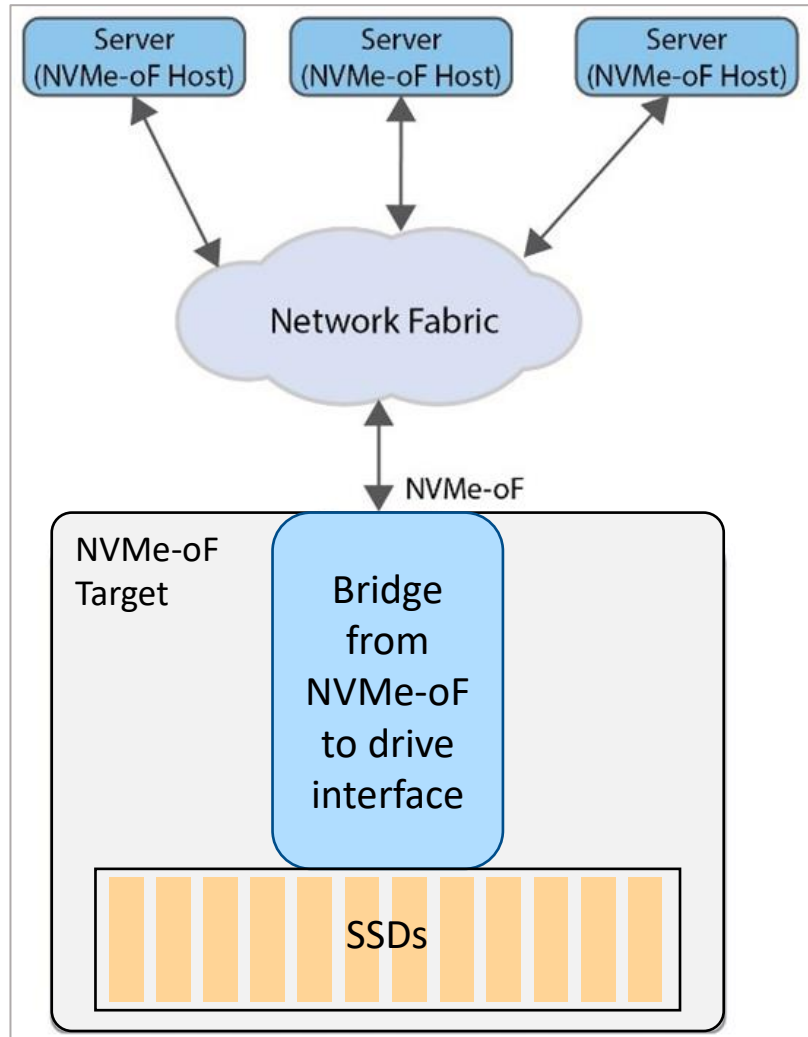 Server
(NVMe-oF Host)
Server
(NVMe-oF Host)
Server
(NVMe-oF Host)
Network Fabric
NVMe-oF
NVMe-oF
Target
Bridge
from
NVMe-oF
to drive
interface
SSDs